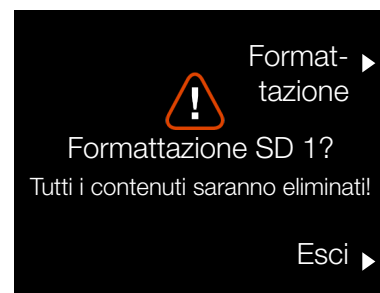 Format-
tazione
Formattazione SD 1?
Tutti i contenuti saranno eliminati!
Esci